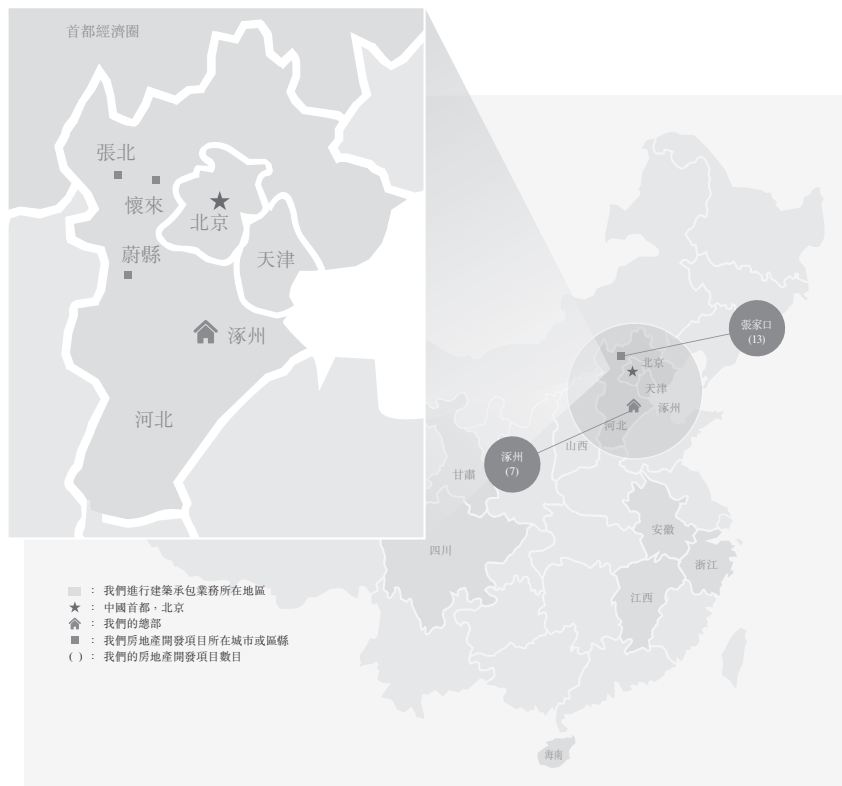 首都經濟圈
張北
懷來
北京
蔚縣
天津
涿州
河北
張家口
(13)
北京
天津
涿州
河北
山西
涿州
(7)
甘肅
四川
安徽
浙江
江西
海南
： 我們進行建築承包業務所在地區
： 中國首都，北京
： 我們的總部
： 我們房地產開發項目所在城市或區縣
( ) ： 我們的房地產開發項目數目